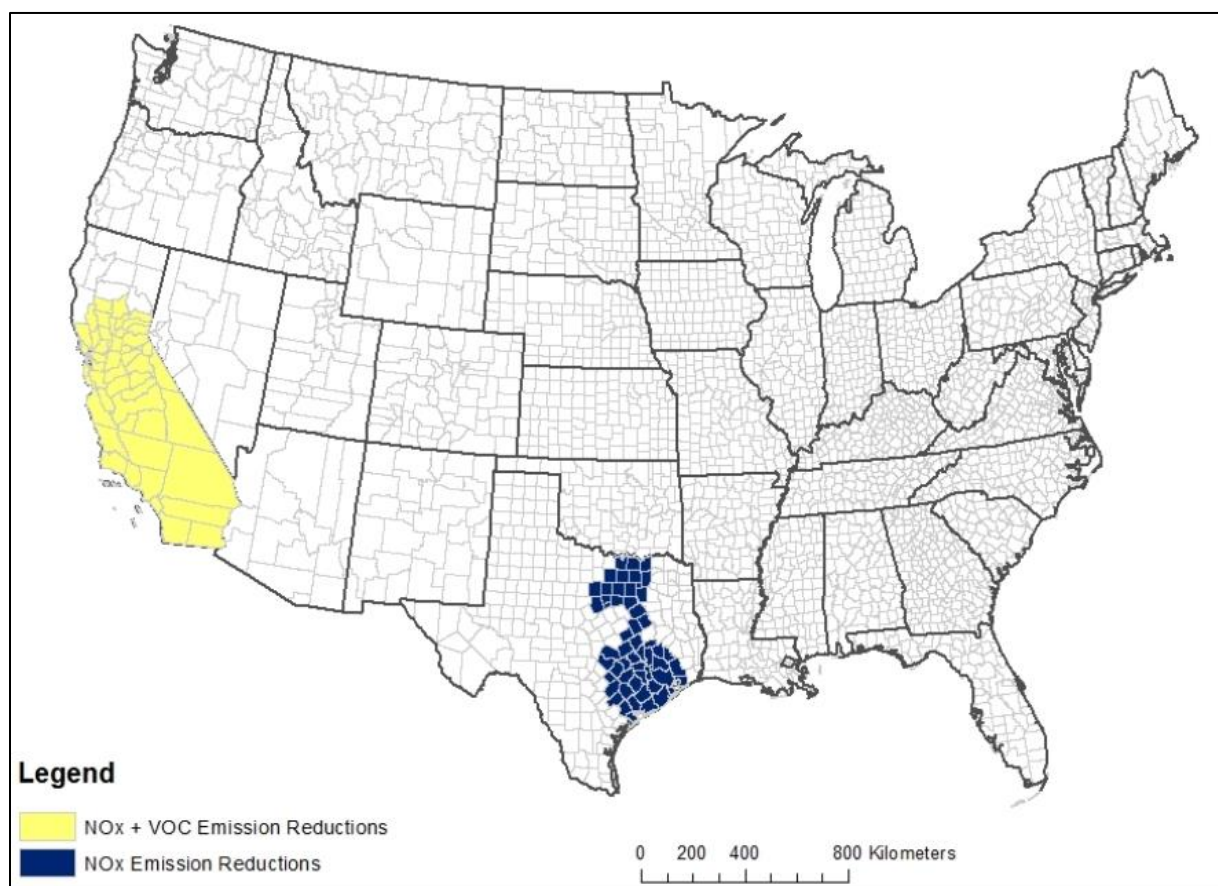 Legend
NOx + VOC Emission Reductions
NOx Emission Reductions
0 200 400 800 Kilometers